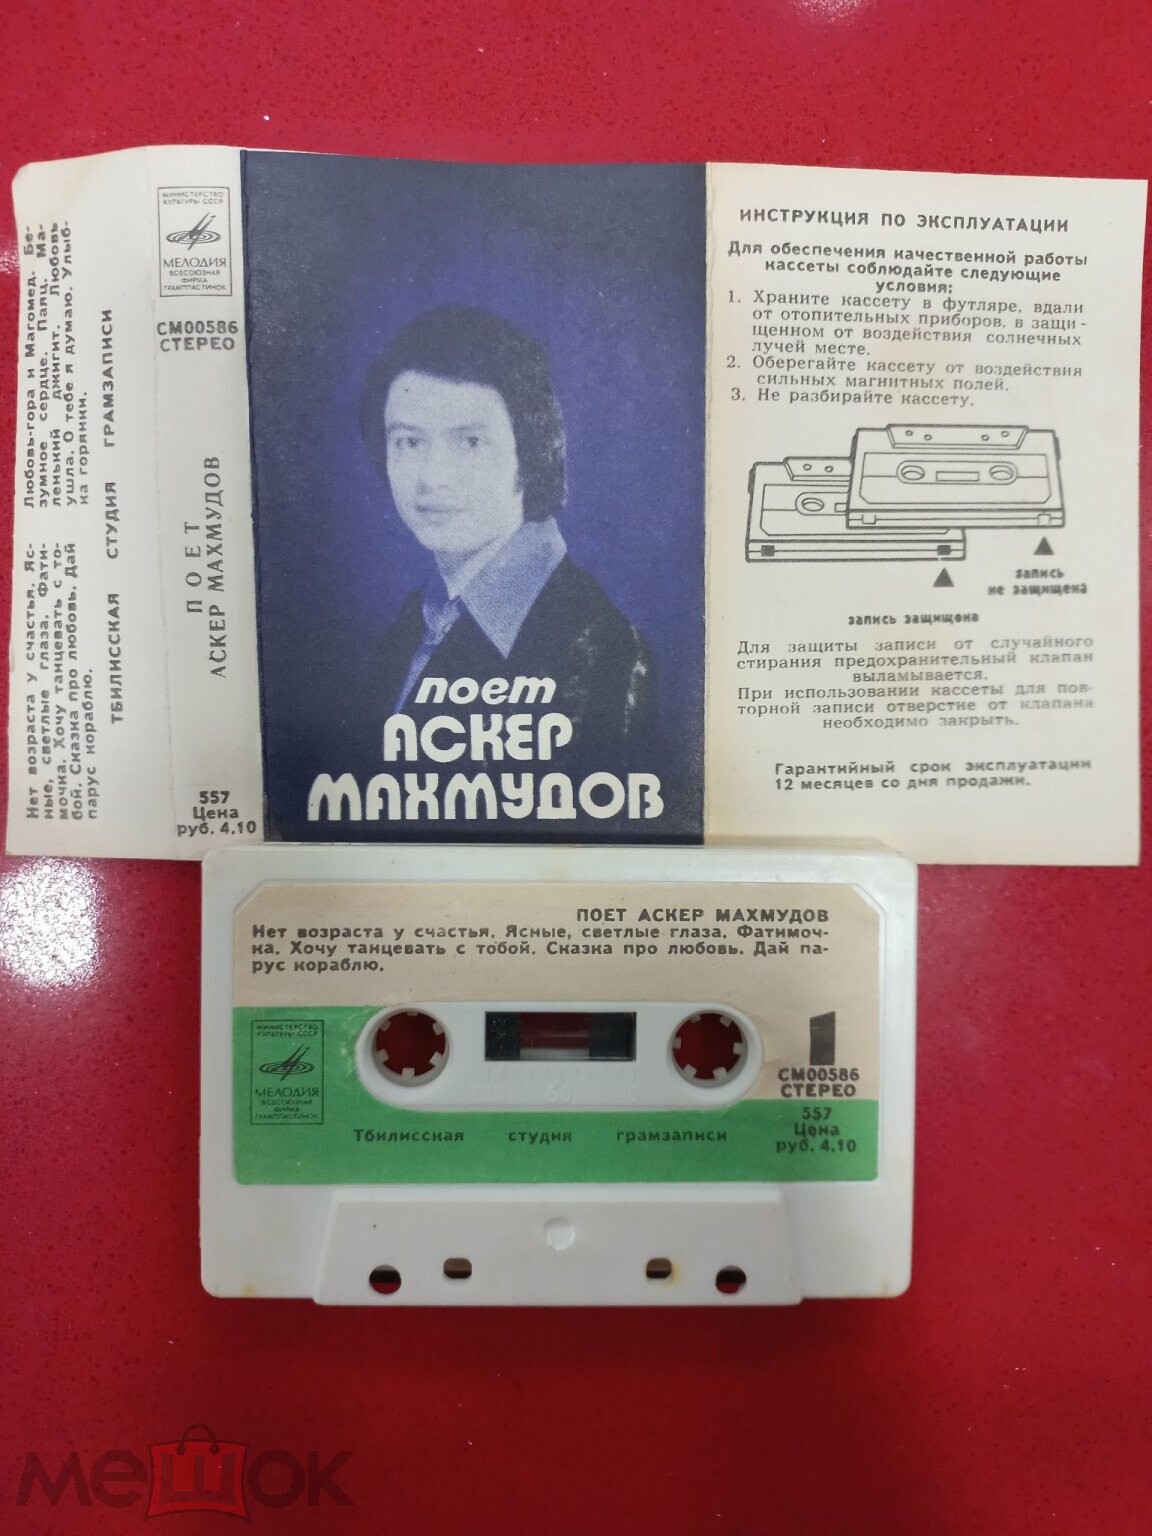 Нет возраста у счастья. Яс-
ные, светлые глаза. Фати-
мочка. Хочу танцевать с то-
бой. Сказка про любовь. Дай
парус кораблю.
Любовь-гора и Магомед. Бе-
зумное сердце. Паяц. Ма-
ленький джигит. Любовь
ушла. О тебе я думаю. Улыб-
на горянки.
ТБИЛИССКАЯ СТУДИЯ ГРАМЗАПИСИ
МИНИСТЕРСТВО
КУЛЬТУРЫ СССР
МЕЛОДИЯ
ВСЕСОЮЗНАЯ
ФИРМА
ГРАМПЛАСТИНОК
СМ00586
СТЕРЕО
ПОЕТ
АСКЕР МАХМУДОВ
557
Цена
руб. 4.10
поет
АСКЕР
МАХМУДОВ
ИНСТРУКЦИЯ ПО ЭКСПЛУАТАЦИИ
Для обеспечения качественной работы
кассеты соблюдайте следующие
условия:
1. Храните кассету в футляре, вдали
от отопительных приборов, в защи-
щенном от воздействия солнечных
лучей месте.
2. Оберегайте кассету от воздействия
сильных магнитных полей.
3. Не разбирайте кассету.
запись
не защищена
запись защищена
Для защиты записи от случайного
стирания предохранительный клапан
выламывается.
При использовании кассеты для пов-
торной записи отверстие от клапана
необходимо закрыть.
Гарантийный срок эксплуатации
12 месяцев со дня продажи.
ПОЕТ АСКЕР МАХМУДОВ
Нет возраста у счастья. Ясные, светлые глаза. Фатимоч-
ка. Хочу танцевать с тобой. Сказка про любовь. Дай па-
рус кораблю.
МИНИСТЕРСТВО
КУЛЬТУРЫ СССР
МЕЛОДИЯ
ВСЕСОЮЗНАЯ
ФИРМА
ГРАМПЛАСТИНОК
1
СМ00586
СТЕРЕО
557
Цена
руб. 4.10
Тбилисская студия грамзаписи
мешок